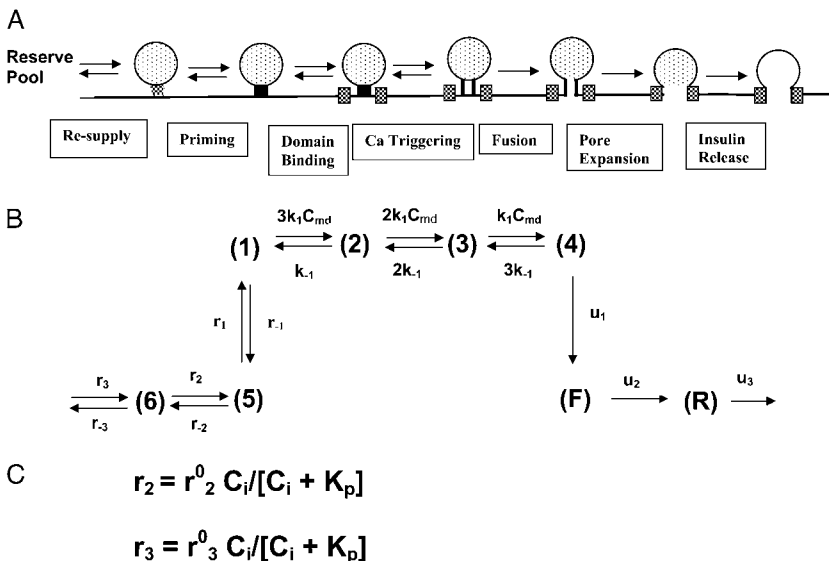 A
Reserve
Pool
Re-supply
Priming
Domain
Binding
Ca Triggering
Fusion
Pore
Expansion
Insulin
Release
B
3k₁Cmd 2k₁Cmd k₁Cmd
(1) (2) (3) (4)
k₋₁ 2k₋₁ 3k₋₁
r₁ r₋₁ u₁
r₃ r₂ u₂ u₃
(6) (5) (F) (R)
r₋₃ r₋₂
C
r₂ = r⁰₂ Cᵢ/[Cᵢ + Kₚ]
r₃ = r⁰₃ Cᵢ/[Cᵢ + Kₚ]